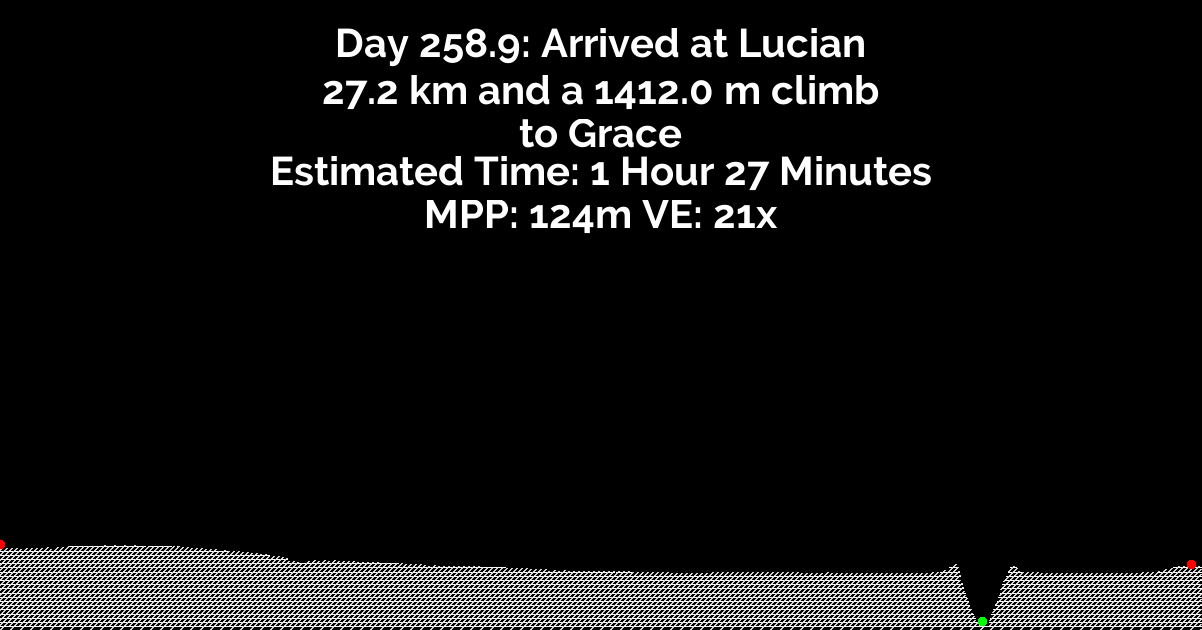 Day 258.9: Arrived at Lucian
27.2 km and a 1412.0 m climb
to Grace
Estimated Time: 1 Hour 27 Minutes
MPP: 124m VE: 21x